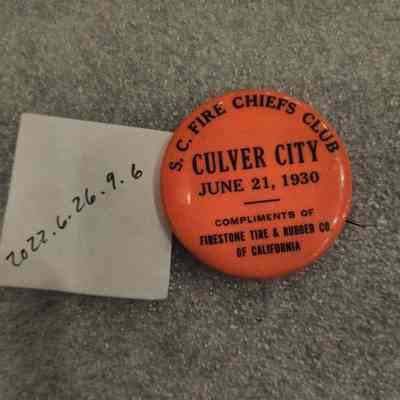 2022.6.26.9.6
S. C. FIRE CHIEFS CLUB
CULVER CITY
JUNE 21, 1930
COMPLIMENTS OF
FIRESTONE TIRE & RUBBER CO.
OF CALIFORNIA